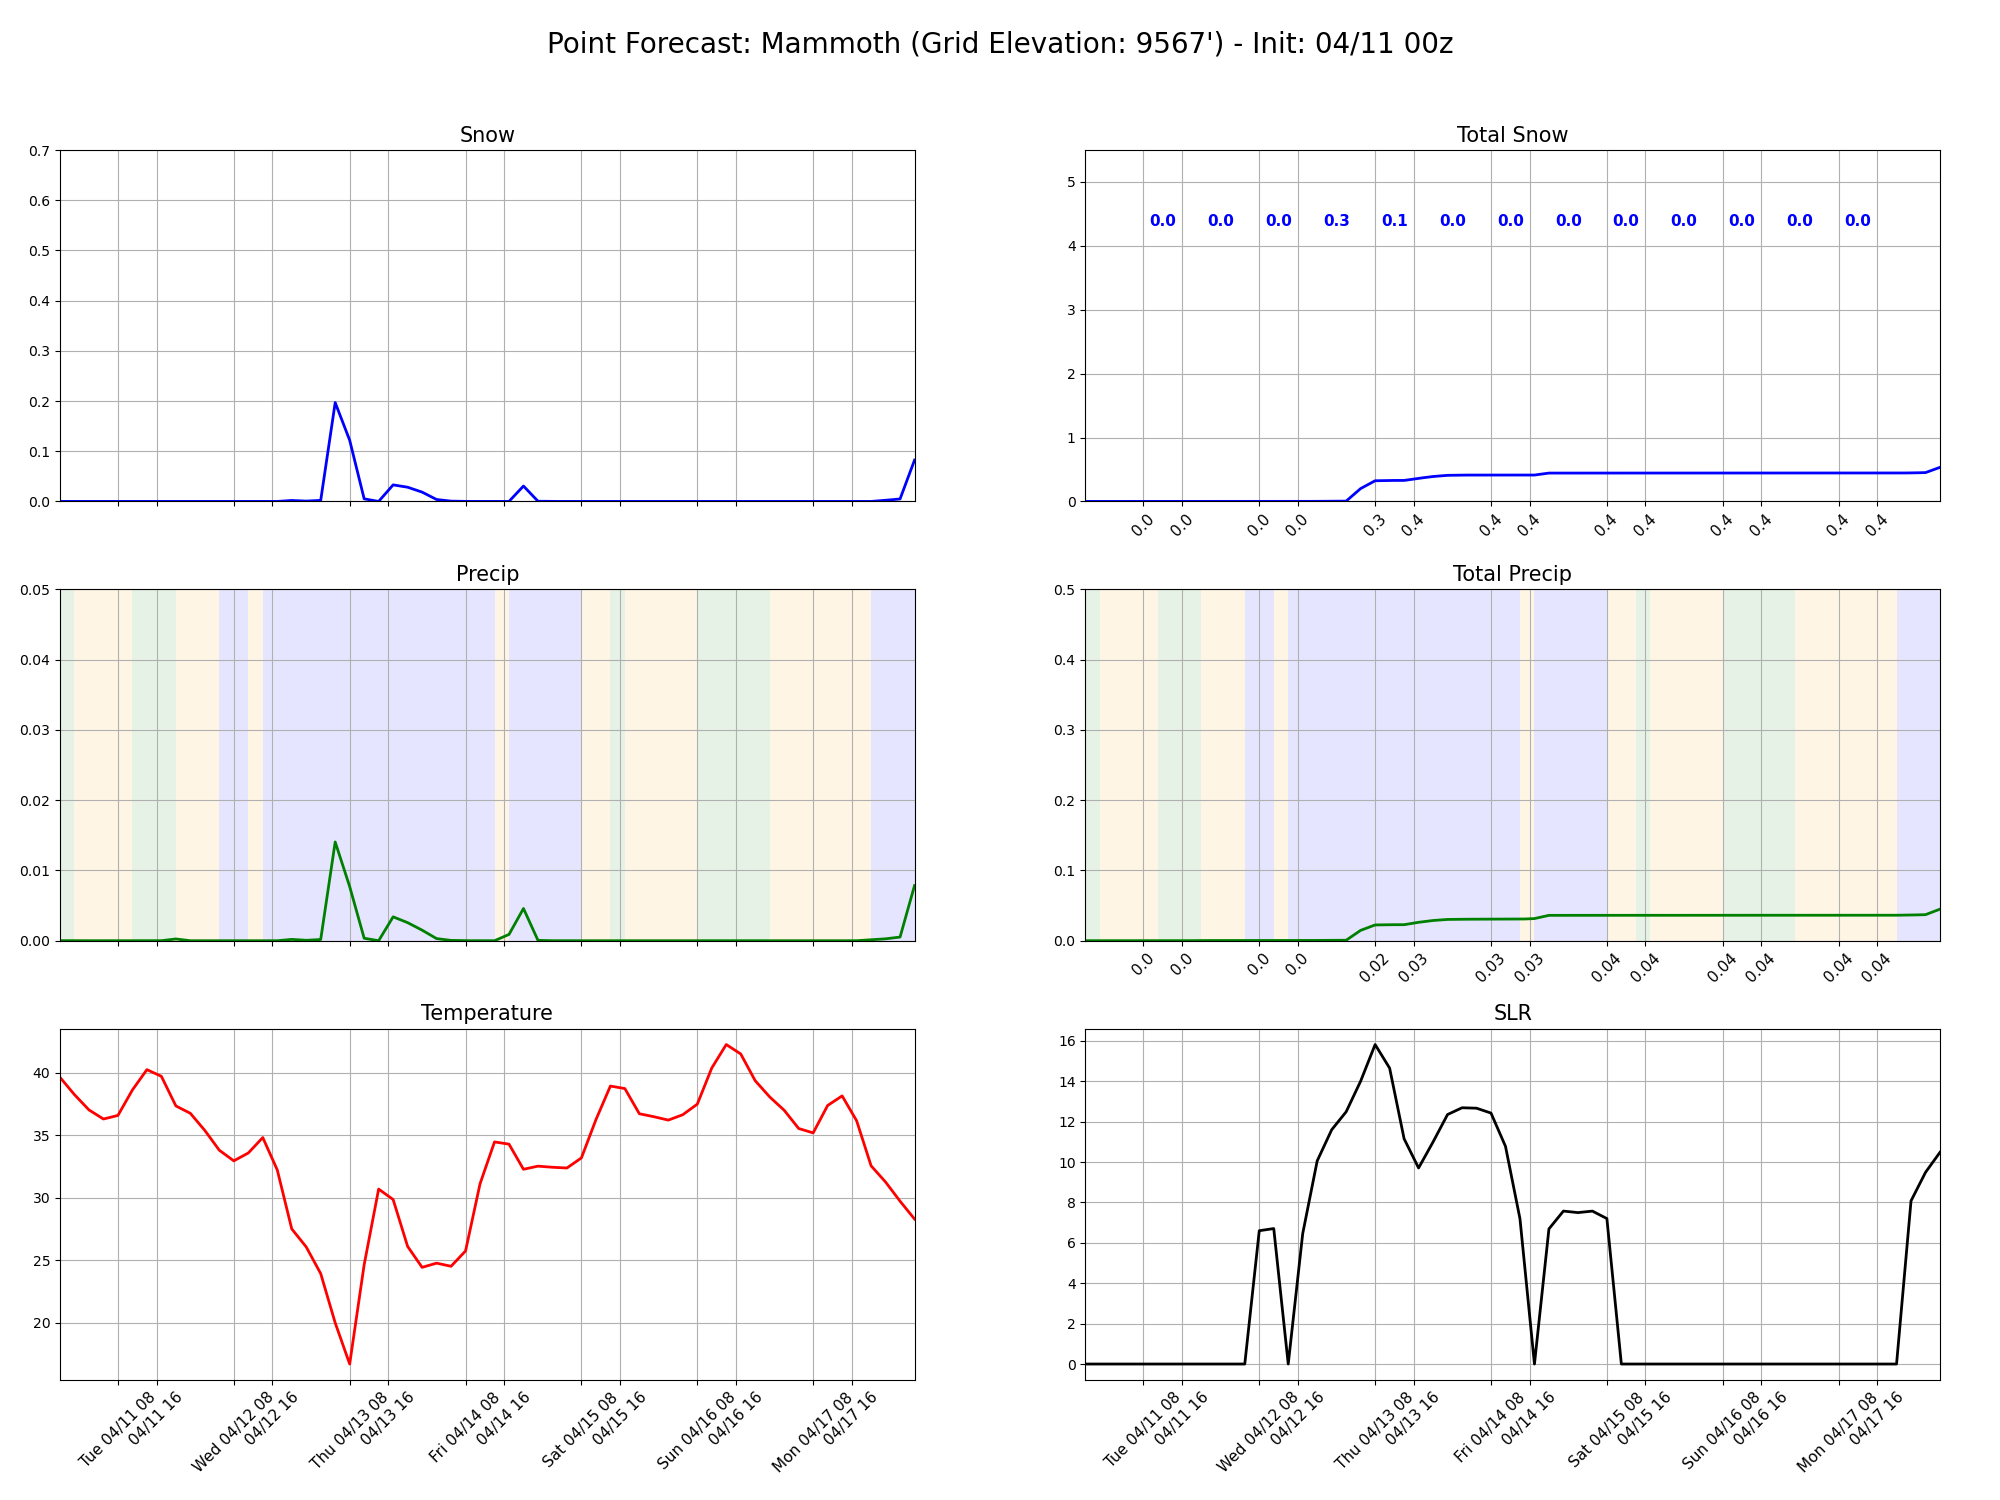 Point Forecast: Mammoth (Grid Elevation: 9567') - Init: 04/11 00z
Snow
0.7
0.6
0.5
0.4
0.3
0.2
0.1
0.0
Total Snow
5
4
3
2
1
0
0.0 0.0 0.0 0.3 0.1 0.0 0.0 0.0 0.0 0.0 0.0 0.0 0.0
0.0 0.0 0.0 0.0 0.3 0.4 0.4 0.4 0.4 0.4 0.4 0.4 0.4 0.4
Precip
0.05
0.04
0.03
0.02
0.01
0.00
Total Precip
0.5
0.4
0.3
0.2
0.1
0.0
0.0 0.0 0.0 0.0 0.02 0.03 0.03 0.03 0.04 0.04 0.04 0.04 0.04 0.04
Temperature
40
35
30
25
20
Tue 04/11 08
04/11 16
Wed 04/12 08
04/12 16
Thu 04/13 08
04/13 16
Fri 04/14 08
04/14 16
Sat 04/15 08
04/15 16
Sun 04/16 08
04/16 16
Mon 04/17 08
04/17 16
SLR
16
14
12
10
8
6
4
2
0
Tue 04/11 08
04/11 16
Wed 04/12 08
04/12 16
Thu 04/13 08
04/13 16
Fri 04/14 08
04/14 16
Sat 04/15 08
04/15 16
Sun 04/16 08
04/16 16
Mon 04/17 08
04/17 16